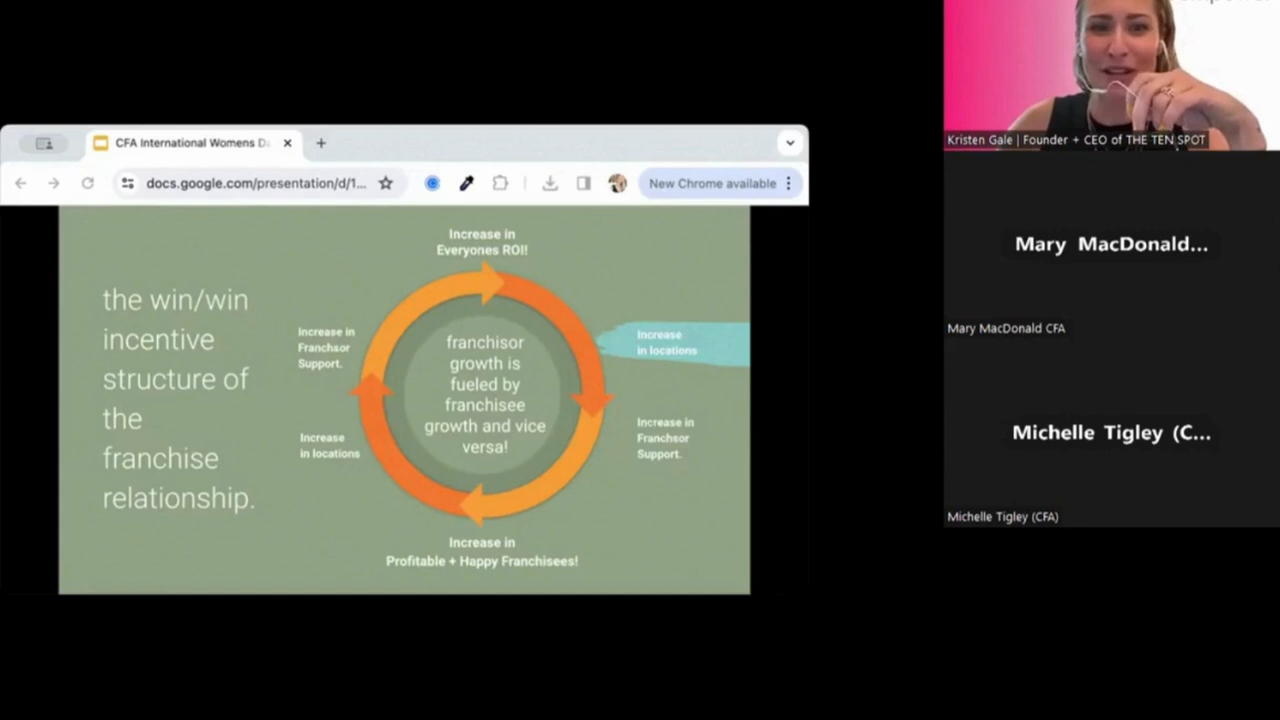 CFA International Womens Da
docs.google.com/presentation/d/1...
New Chrome available
the win/win
incentive
structure of
the
franchise
relationship.
Increase in
Everyones ROI!
Increase in
Franchsor
Support.
Increase
in locations
franchisor
growth is
fueled by
franchisee
growth and vice
versa!
Increase
in locations
Increase in
Franchsor
Support.
Increase in
Profitable + Happy Franchisees!
Kristen Gale | Founder + CEO of THE TEN SPOT
Mary MacDonald...
Mary MacDonald CFA
Michelle Tigley (C...
Michelle Tigley (CFA)